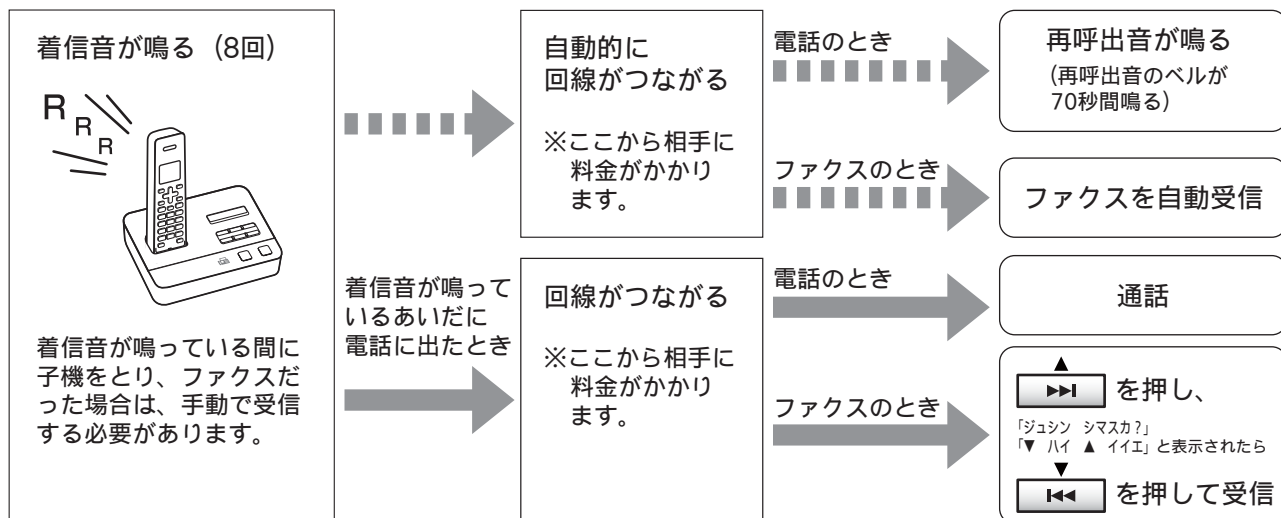 着信音が鳴る（8回）
R
R
R
着信音が鳴っている間に
子機をとり、ファクスだ
った場合は、手動で受信
する必要があります。
自動的に
回線がつながる
※ここから相手に
料金がかかり
ます。
電話のとき
再呼出音が鳴る
（再呼出音のベルが
70秒間鳴る）
ファクスのとき
ファクスを自動受信
着信音が鳴って
いるあいだに
電話に出たとき
回線がつながる
※ここから相手に
料金がかかり
ます。
電話のとき
通話
ファクスのとき
▲
▶▶I を押し、
「ジュシン シマスカ？」
「▼ ハイ ▲ イイエ」と表示されたら
▼
I◀◀ を押して受信